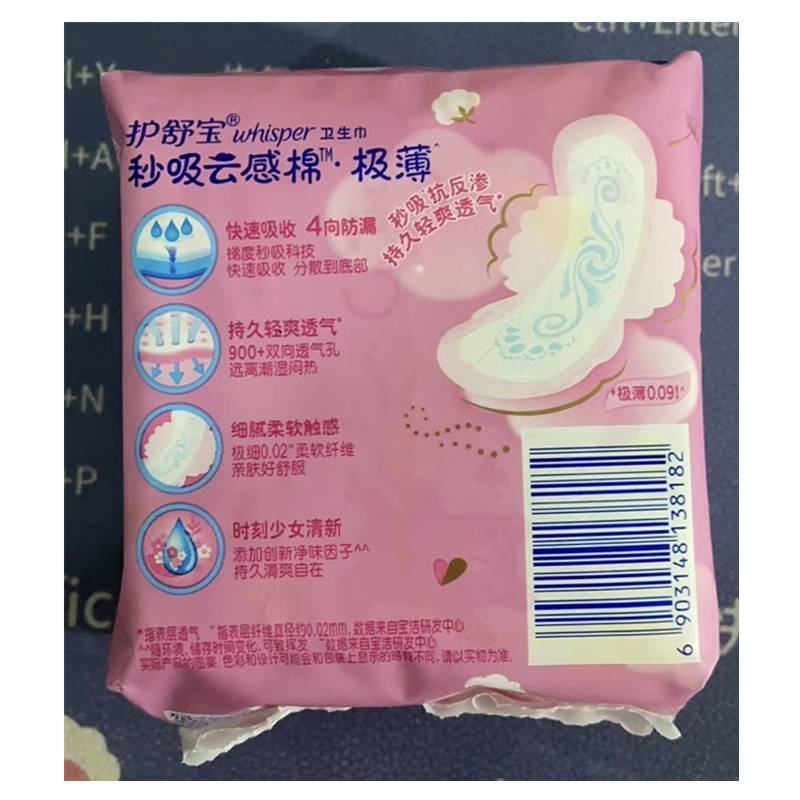 Ctrl+Enter
l+Y
l+A
+F
+H
+N
+P
ft+
er
ic
护舒宝®whisper 卫生巾
秒吸云感棉™·极薄^
秒吸*抗反渗
持久轻爽透气*
快速吸收 4向防漏
梯度秒吸科技
快速吸收 分散到底部
持久轻爽透气*
900+双向透气孔
远离潮湿闷热
*极薄0.09!^
细腻柔软触感
极细0.02"柔软纤维
亲肤好舒服
时刻少女清新
添加创新净味因子^^
持久清爽自在
6 903148 138182
*指表层透气 "指表层纤维直径约0.02mm,数据来自宝洁研发中心
^^随环境,储存时间变化,可能挥发 ^数据来自宝洁研发中心
实际产品的图案、色彩和设计可能会和包装上显示的略有不同,请以实物为准。